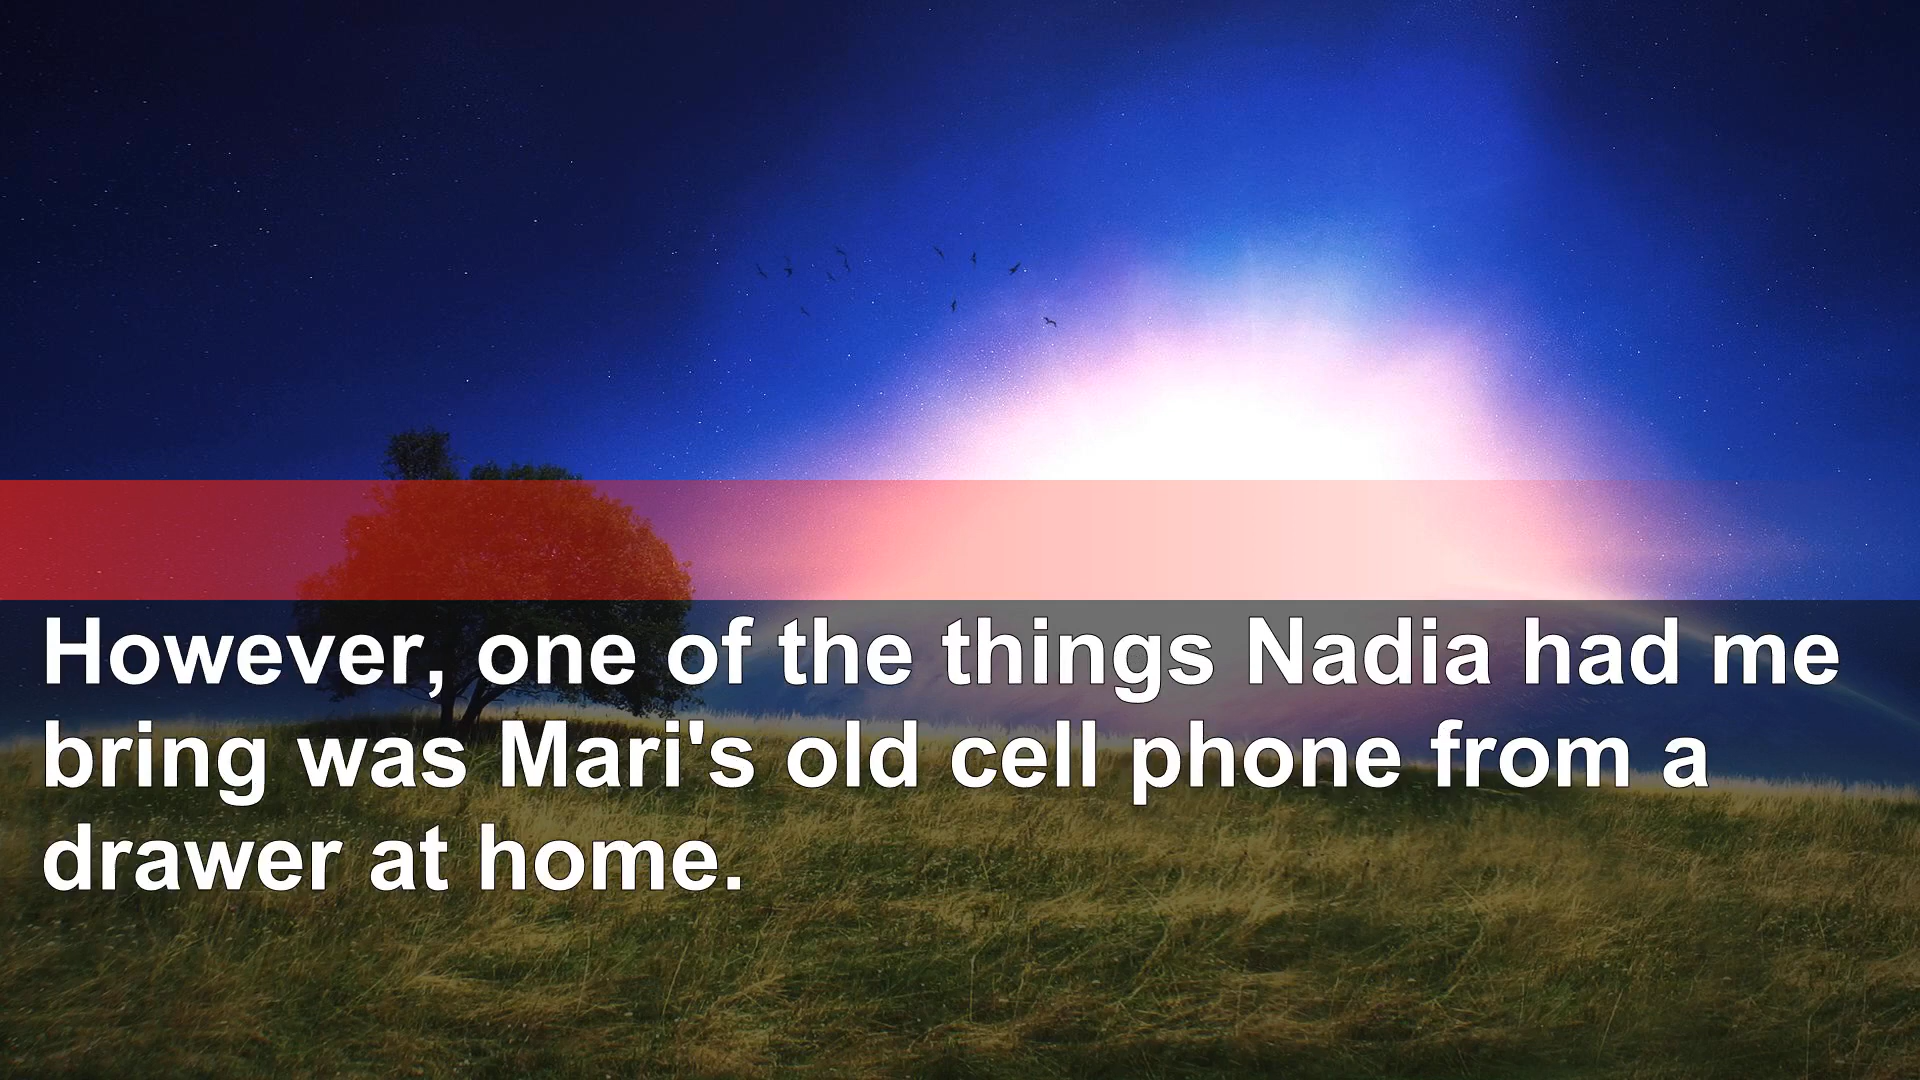 However, one of the things Nadia had me
bring was Mari's old cell phone from a
drawer at home.